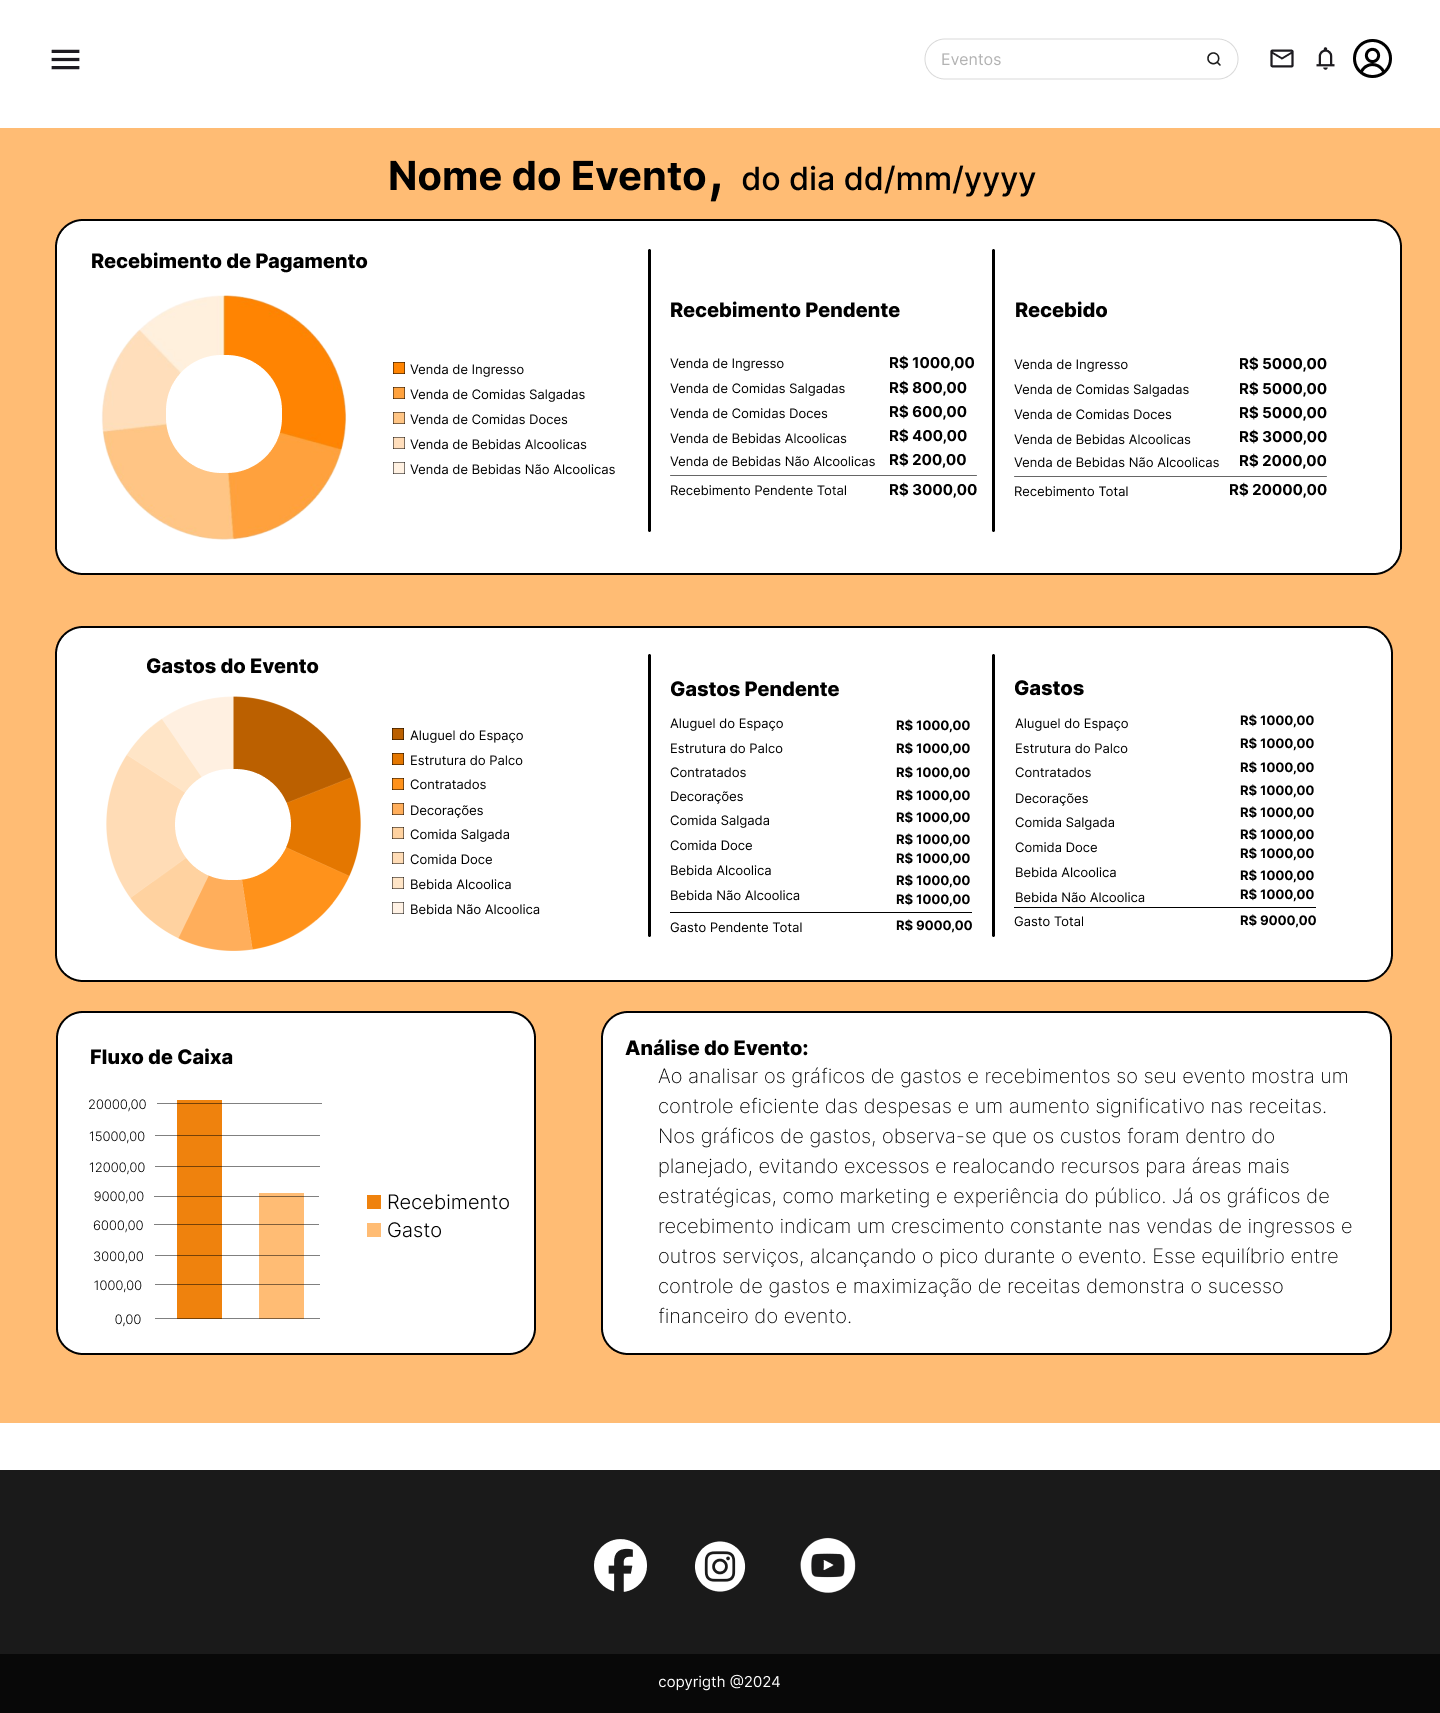 Eventos
Nome do Evento, do dia dd/mm/yyyy
Recebimento de Pagamento
Venda de Ingresso
Venda de Comidas Salgadas
Venda de Comidas Doces
Venda de Bebidas Alcoolicas
Venda de Bebidas Não Alcoolicas
Recebimento Pendente
Venda de Ingresso R$ 1000,00
Venda de Comidas Salgadas R$ 800,00
Venda de Comidas Doces R$ 600,00
Venda de Bebidas Alcoolicas R$ 400,00
Venda de Bebidas Não Alcoolicas R$ 200,00
Recebimento Pendente Total R$ 3000,00
Recebido
Venda de Ingresso R$ 5000,00
Venda de Comidas Salgadas R$ 5000,00
Venda de Comidas Doces R$ 5000,00
Venda de Bebidas Alcoolicas R$ 3000,00
Venda de Bebidas Não Alcoolicas R$ 2000,00
Recebimento Total R$ 20000,00
Gastos do Evento
Aluguel do Espaço
Estrutura do Palco
Contratados
Decorações
Comida Salgada
Comida Doce
Bebida Alcoolica
Bebida Não Alcoolica
Gastos Pendente
Aluguel do Espaço R$ 1000,00
Estrutura do Palco R$ 1000,00
Contratados R$ 1000,00
Decorações R$ 1000,00
Comida Salgada R$ 1000,00
Comida Doce R$ 1000,00
R$ 1000,00
Bebida Alcoolica R$ 1000,00
Bebida Não Alcoolica R$ 1000,00
Gasto Pendente Total R$ 9000,00
Gastos
Aluguel do Espaço R$ 1000,00
Estrutura do Palco R$ 1000,00
Contratados R$ 1000,00
Decorações R$ 1000,00
Comida Salgada R$ 1000,00
Comida Doce R$ 1000,00
R$ 1000,00
Bebida Alcoolica R$ 1000,00
Bebida Não Alcoolica R$ 1000,00
Gasto Total R$ 9000,00
Fluxo de Caixa
20000,00
15000,00
12000,00
9000,00
6000,00
3000,00
1000,00
0,00
Recebimento
Gasto
Análise do Evento:
Ao analisar os gráficos de gastos e recebimentos so seu evento mostra um
controle eficiente das despesas e um aumento significativo nas receitas.
Nos gráficos de gastos, observa-se que os custos foram dentro do
planejado, evitando excessos e realocando recursos para áreas mais
estratégicas, como marketing e experiência do público. Já os gráficos de
recebimento indicam um crescimento constante nas vendas de ingressos e
outros serviços, alcançando o pico durante o evento. Esse equilíbrio entre
controle de gastos e maximização de receitas demonstra o sucesso
financeiro do evento.
copyrigth @2024